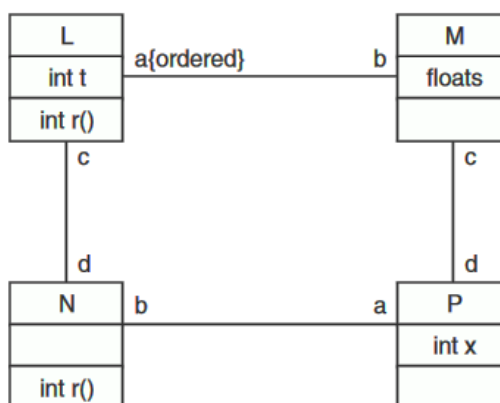 L
int t
int r()
a{ordered}
b
M
floats
c
c
d
d
N
int r()
b
a
P
int x